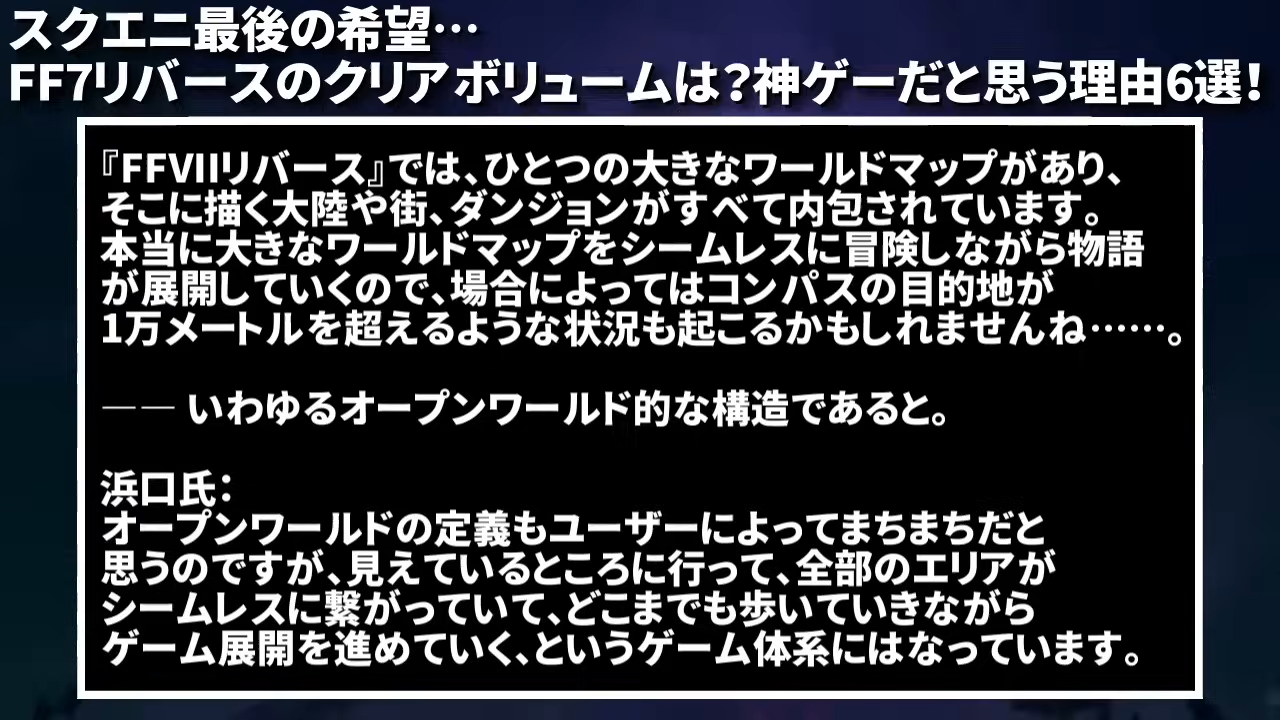 スクエニ最後の希望…
FF7リバースのクリアボリュームは？神ゲーだと思う理由6選！
『FFVIIリバース』では、ひとつの大きなワールドマップがあり、
そこに描く大陸や街、ダンジョンがすべて内包されています。
本当に大きなワールドマップをシームレスに冒険しながら物語
が展開していくので、場合によってはコンパスの目的地が
1万メートルを超えるような状況も起こるかもしれませんね……。
―― いわゆるオープンワールド的な構造であると。
浜口氏：
オープンワールドの定義もユーザーによってまちまちだと
思うのですが、見えているところに行って、全部のエリアが
シームレスに繋がっていて、どこまでも歩いていきながら
ゲーム展開を進めていく、というゲーム体系にはなっています。